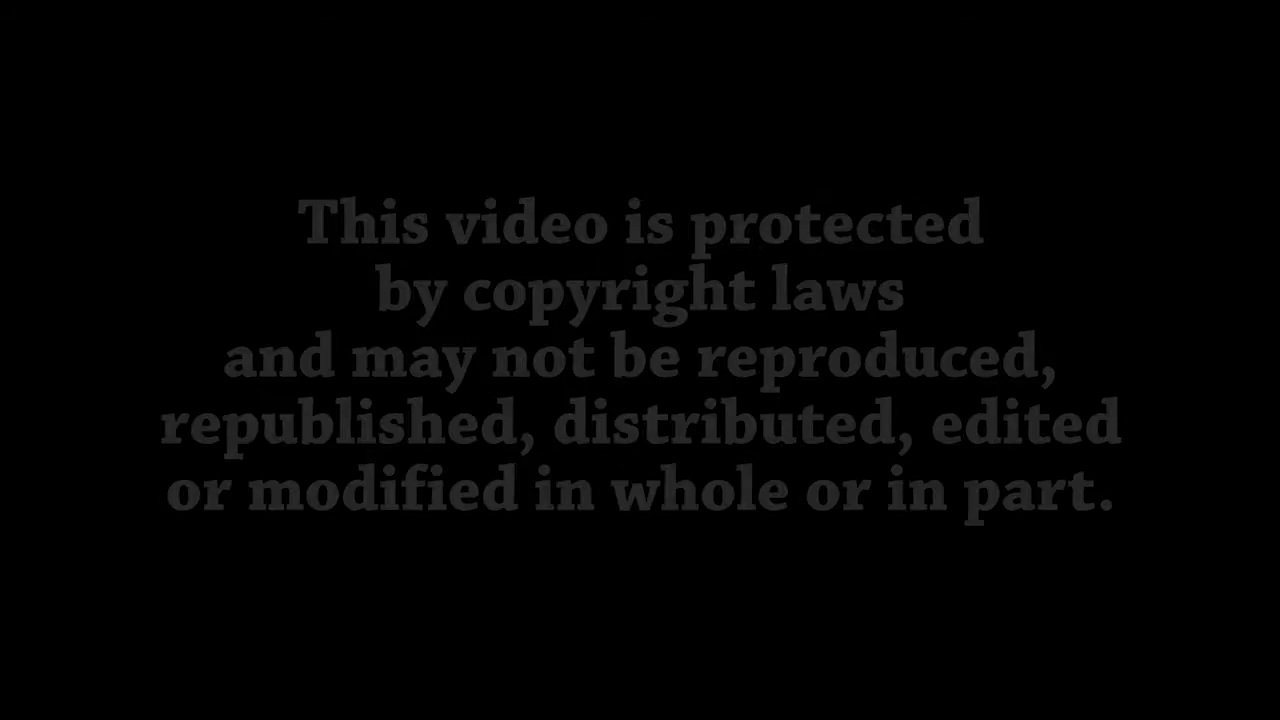 This video is protected
by copyright laws
and may not be reproduced,
republished, distributed, edited
or modified in whole or in part.